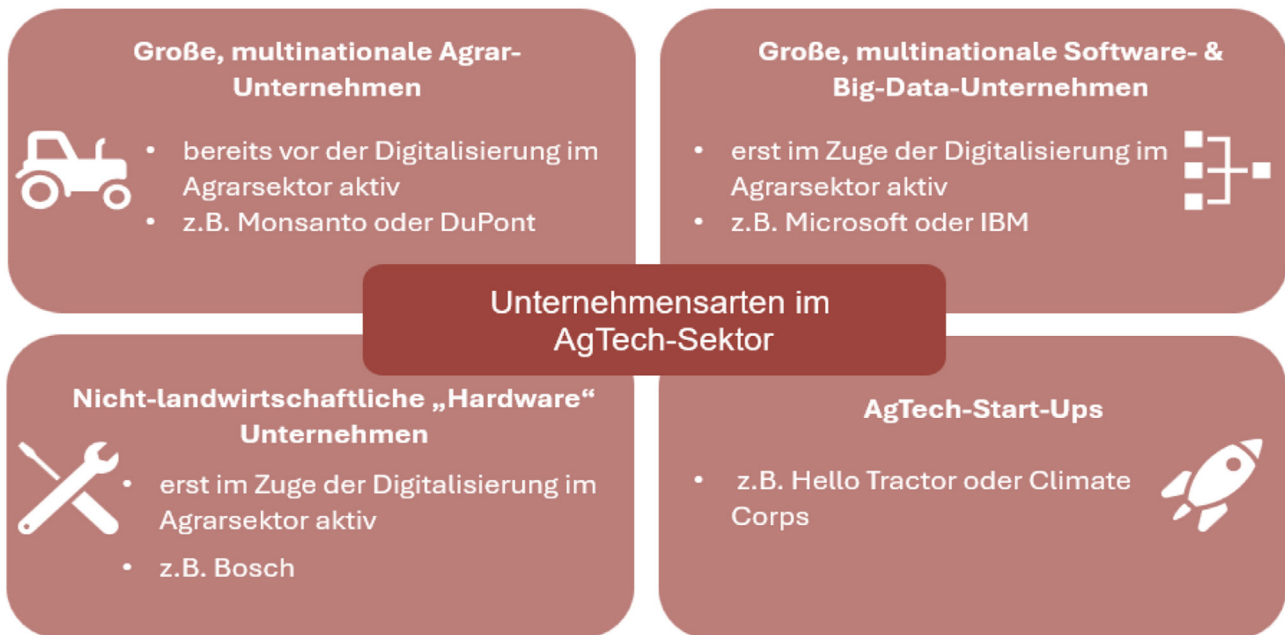 Große, multinationale Agrar-
Unternehmen
• bereits vor der Digitalisierung im
Agrarsektor aktiv
• z.B. Monsanto oder DuPont
Große, multinationale Software- &
Big-Data-Unternehmen
• erst im Zuge der Digitalisierung im
Agrarsektor aktiv
• z.B. Microsoft oder IBM
Unternehmensarten im
AgTech-Sektor
Nicht-landwirtschaftliche „Hardware“
Unternehmen
• erst im Zuge der Digitalisierung im
Agrarsektor aktiv
• z.B. Bosch
AgTech-Start-Ups
• z.B. Hello Tractor oder Climate
Corps